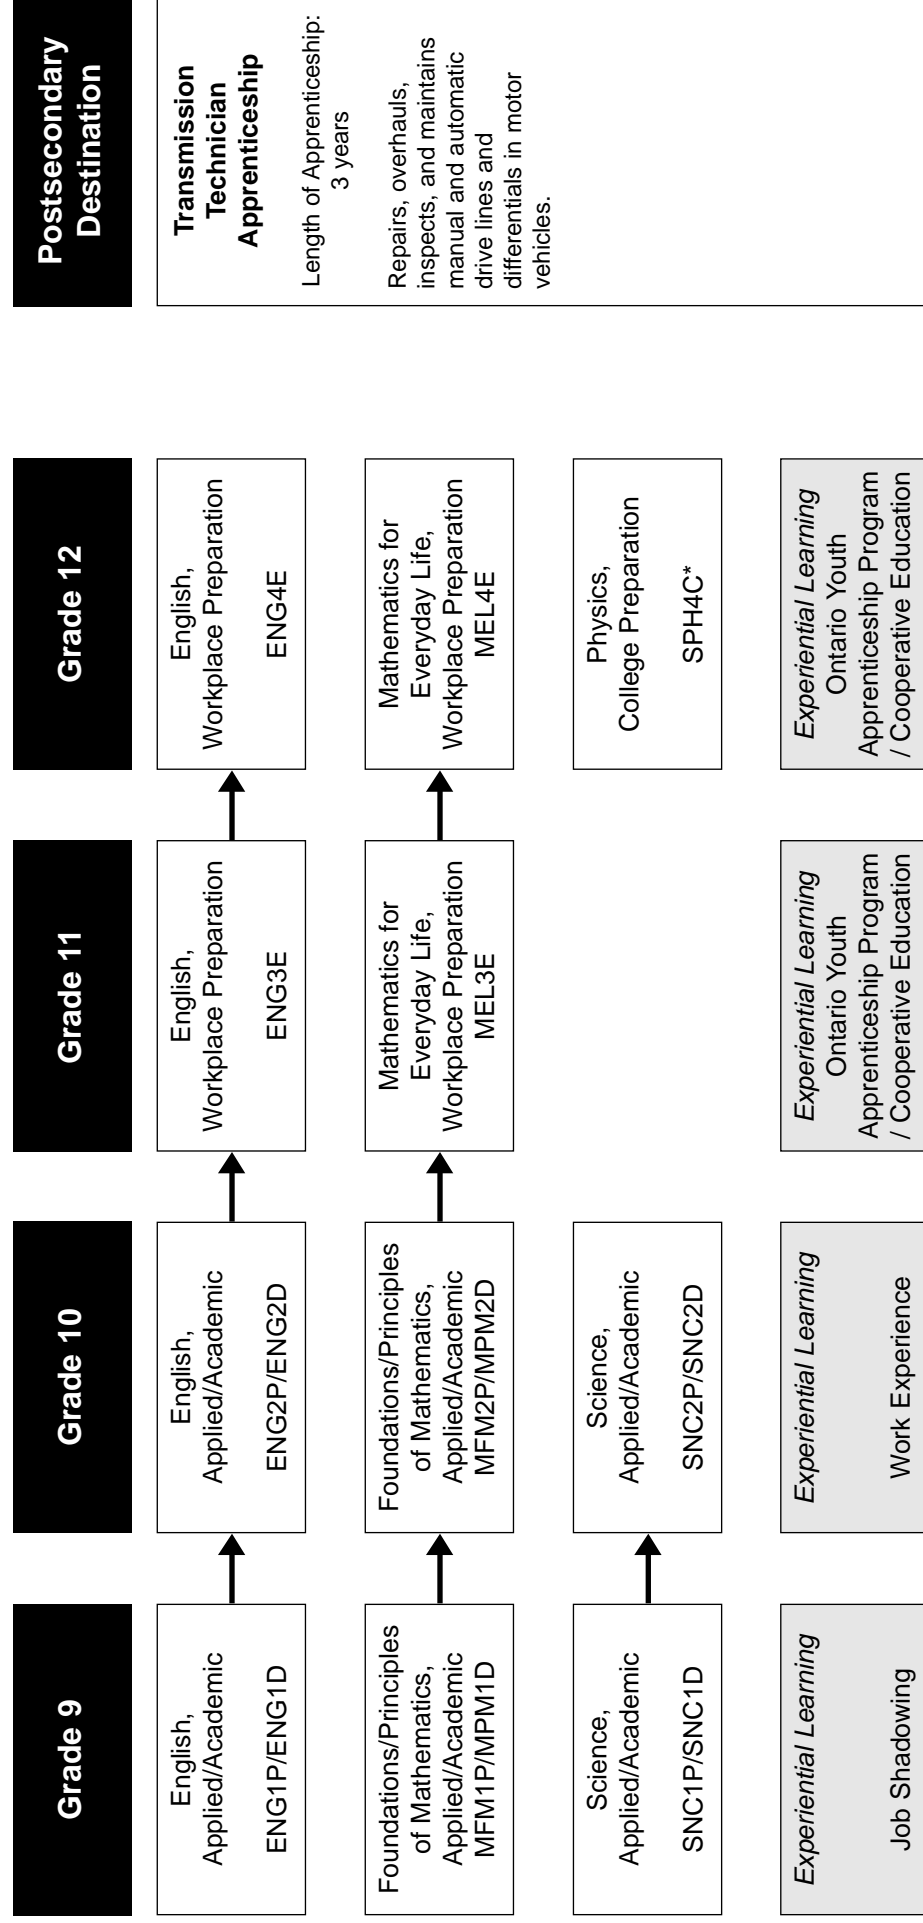 Grade 9
Grade 10
Grade 11
Grade 12
Postsecondary
Destination
English,
Applied/Academic
ENG1P/ENG1D
English,
Applied/Academic
ENG2P/ENG2D
English,
Workplace Preparation
ENG3E
English,
Workplace Preparation
ENG4E
Transmission
Technician
Apprenticeship
Length of Apprenticeship:
3 years
Repairs, overhauls,
inspects, and maintains
manual and automatic
drive lines and
differentials in motor
vehicles.
Foundations/Principles
of Mathematics,
Applied/Academic
MFM1P/MPM1D
Foundations/Principles
of Mathematics,
Applied/Academic
MFM2P/MPM2D
Mathematics for
Everyday Life,
Workplace Preparation
MEL3E
Mathematics for
Everyday Life,
Workplace Preparation
MEL4E
Science,
Applied/Academic
SNC1P/SNC1D
Science,
Applied/Academic
SNC2P/SNC2D
Physics,
College Preparation
SPH4C*
Experiential Learning
Job Shadowing
Experiential Learning
Work Experience
Experiential Learning
Ontario Youth
Apprenticeship Program
/ Cooperative Education
Experiential Learning
Ontario Youth
Apprenticeship Program
/ Cooperative Education